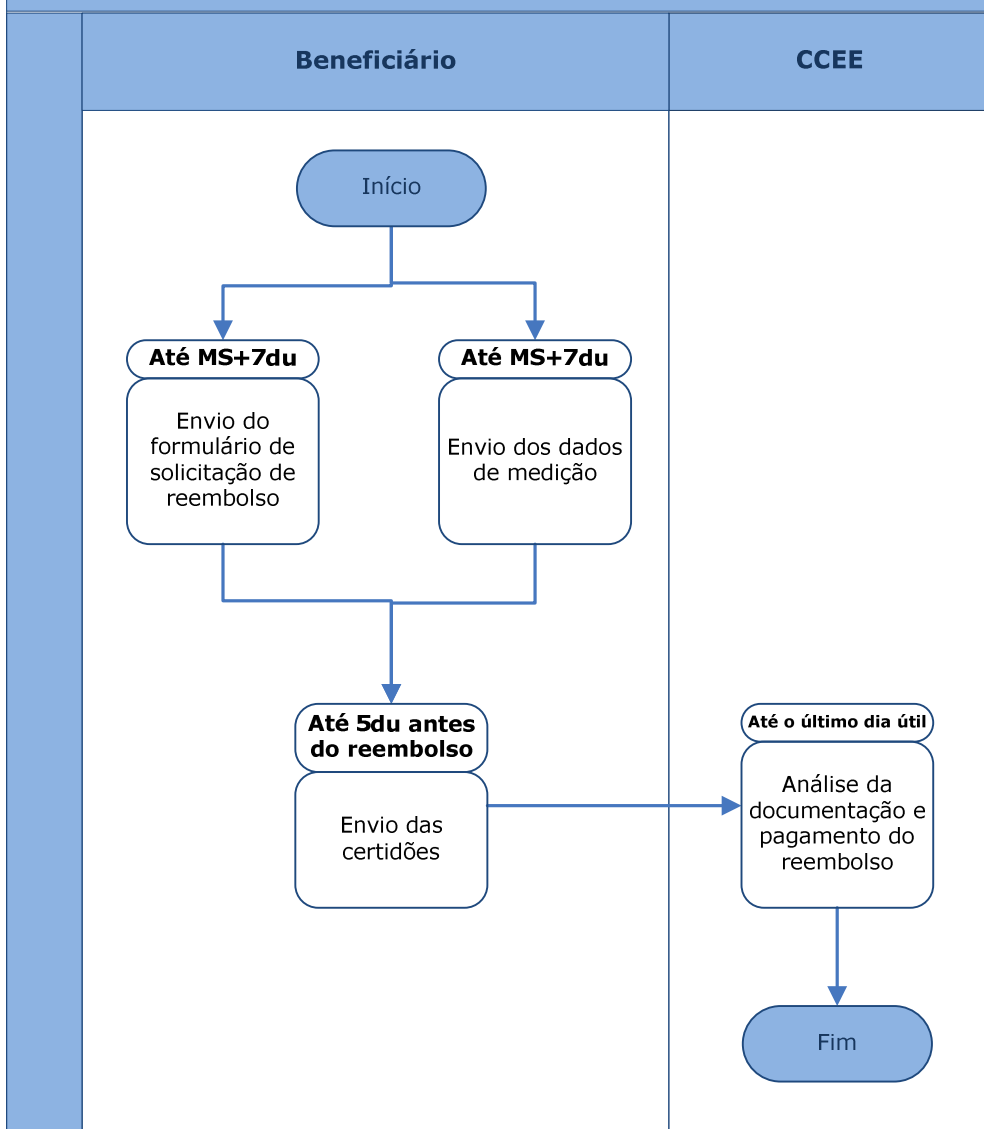 Beneficiário
CCEE
Início
Até MS+7du
Envio do
formulário de
solicitação de
reembolso
Até MS+7du
Envio dos dados
de medição
Até 5du antes
do reembolso
Envio das
certidões
Até o último dia útil
Análise da
documentação e
pagamento do
reembolso
Fim